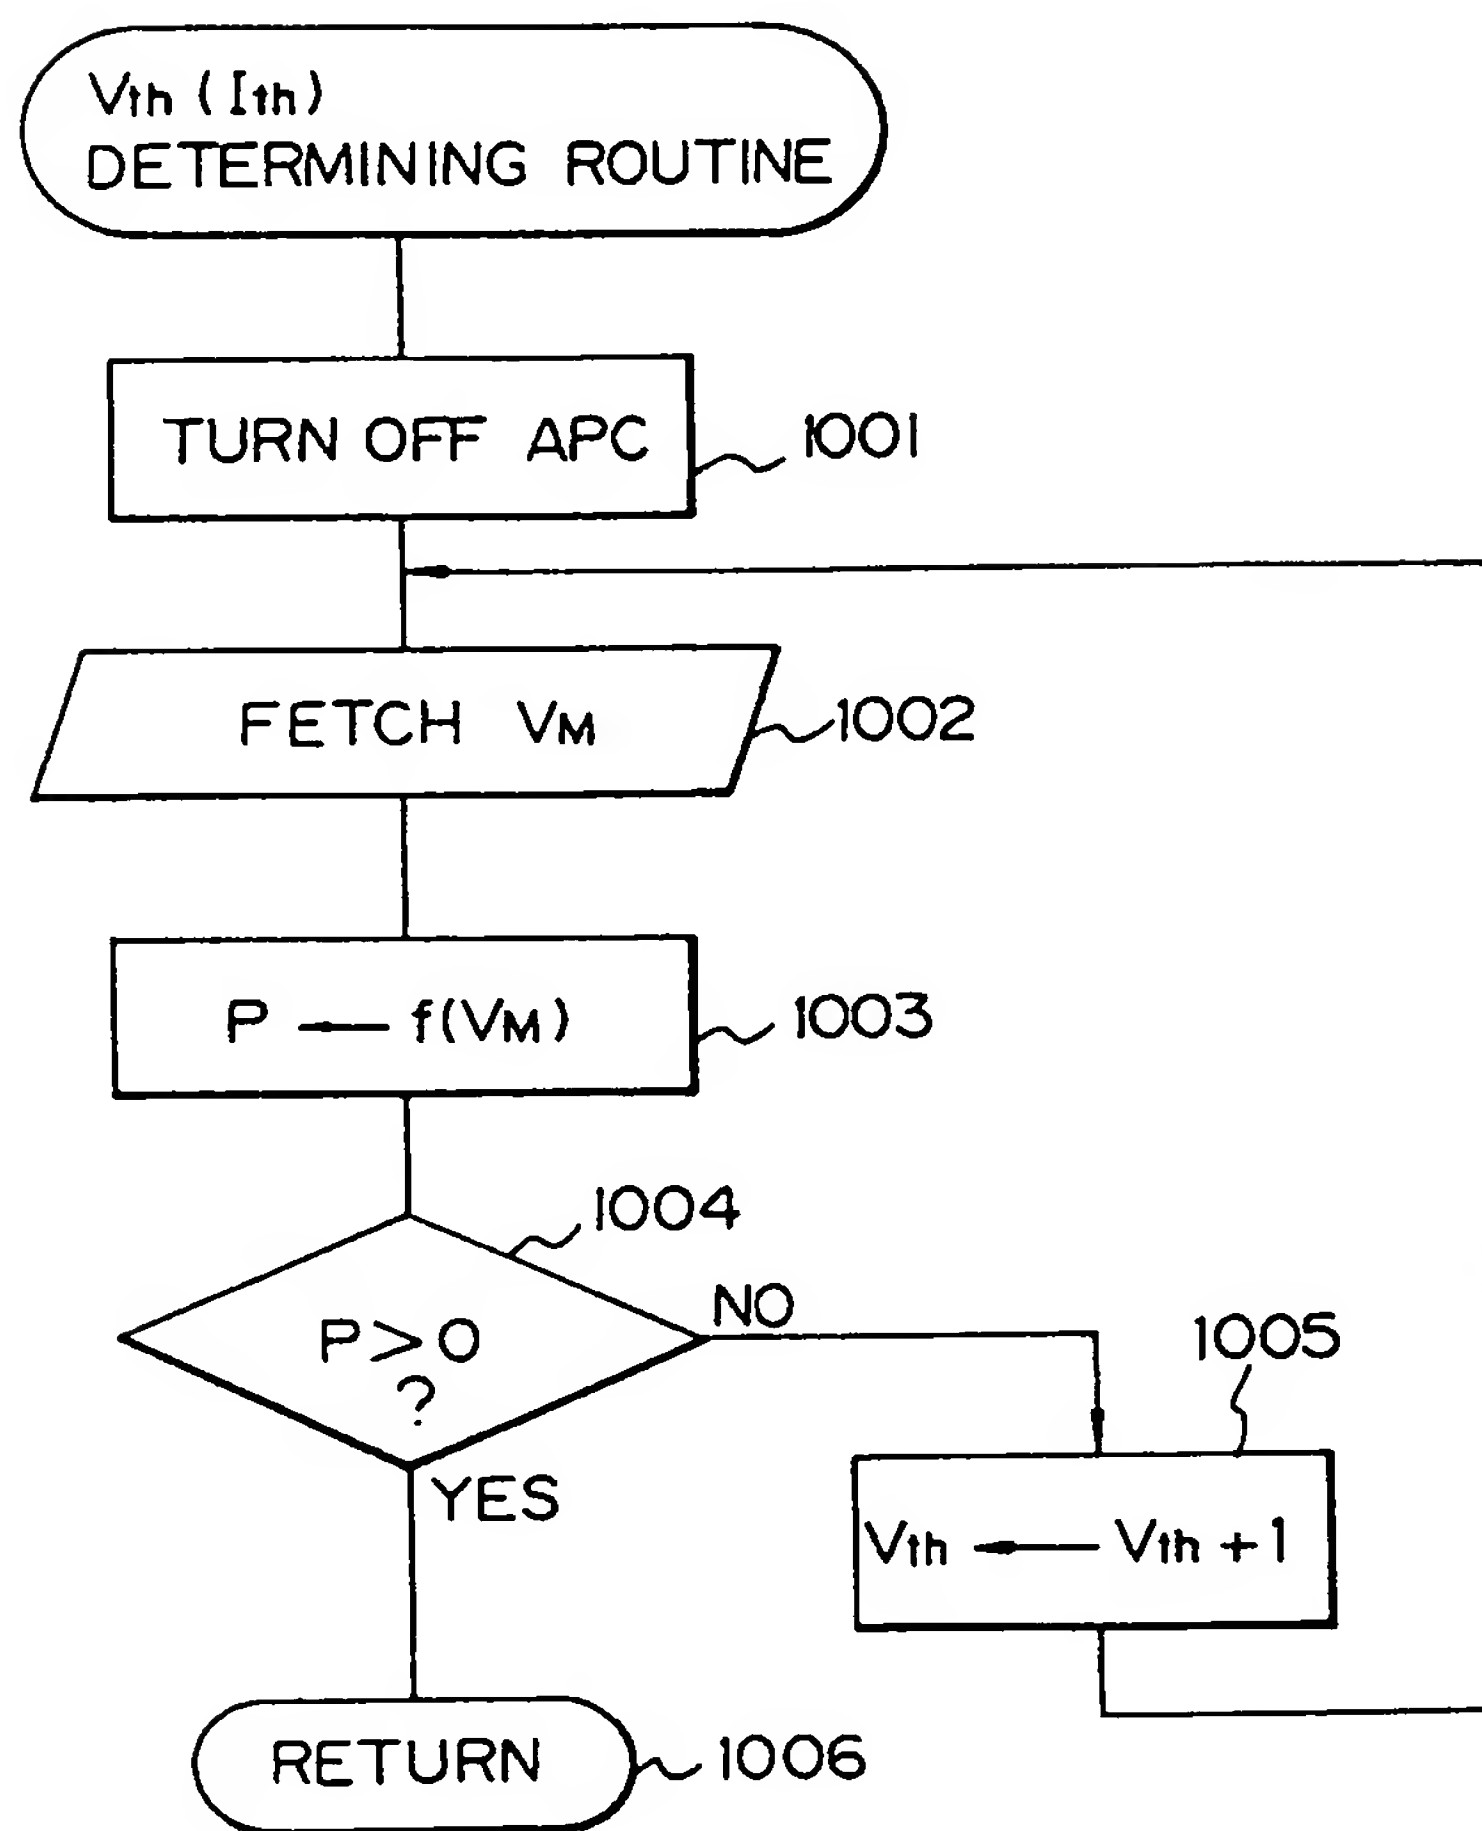 Vth (Ith)
DETERMINING ROUTINE
TURN OFF APC
1001
FETCH VM
1002
P ← f(VM)
1003
1004
P>0
?
NO
YES
1005
Vth ← Vth + 1
RETURN
1006